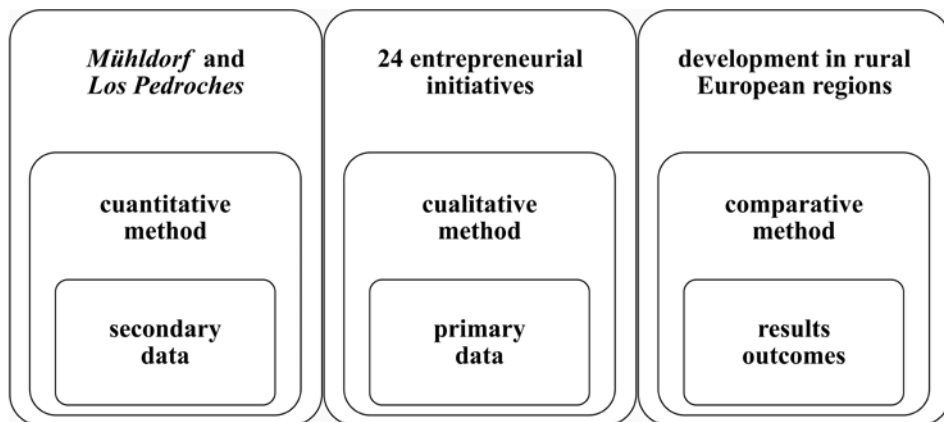 Mühldorf and
Los Pedroches
cuantitative
method
secondary
data
24 entrepreneurial
initiatives
cualitative
method
primary
data
development in rural
European regions
comparative
method
results
outcomes